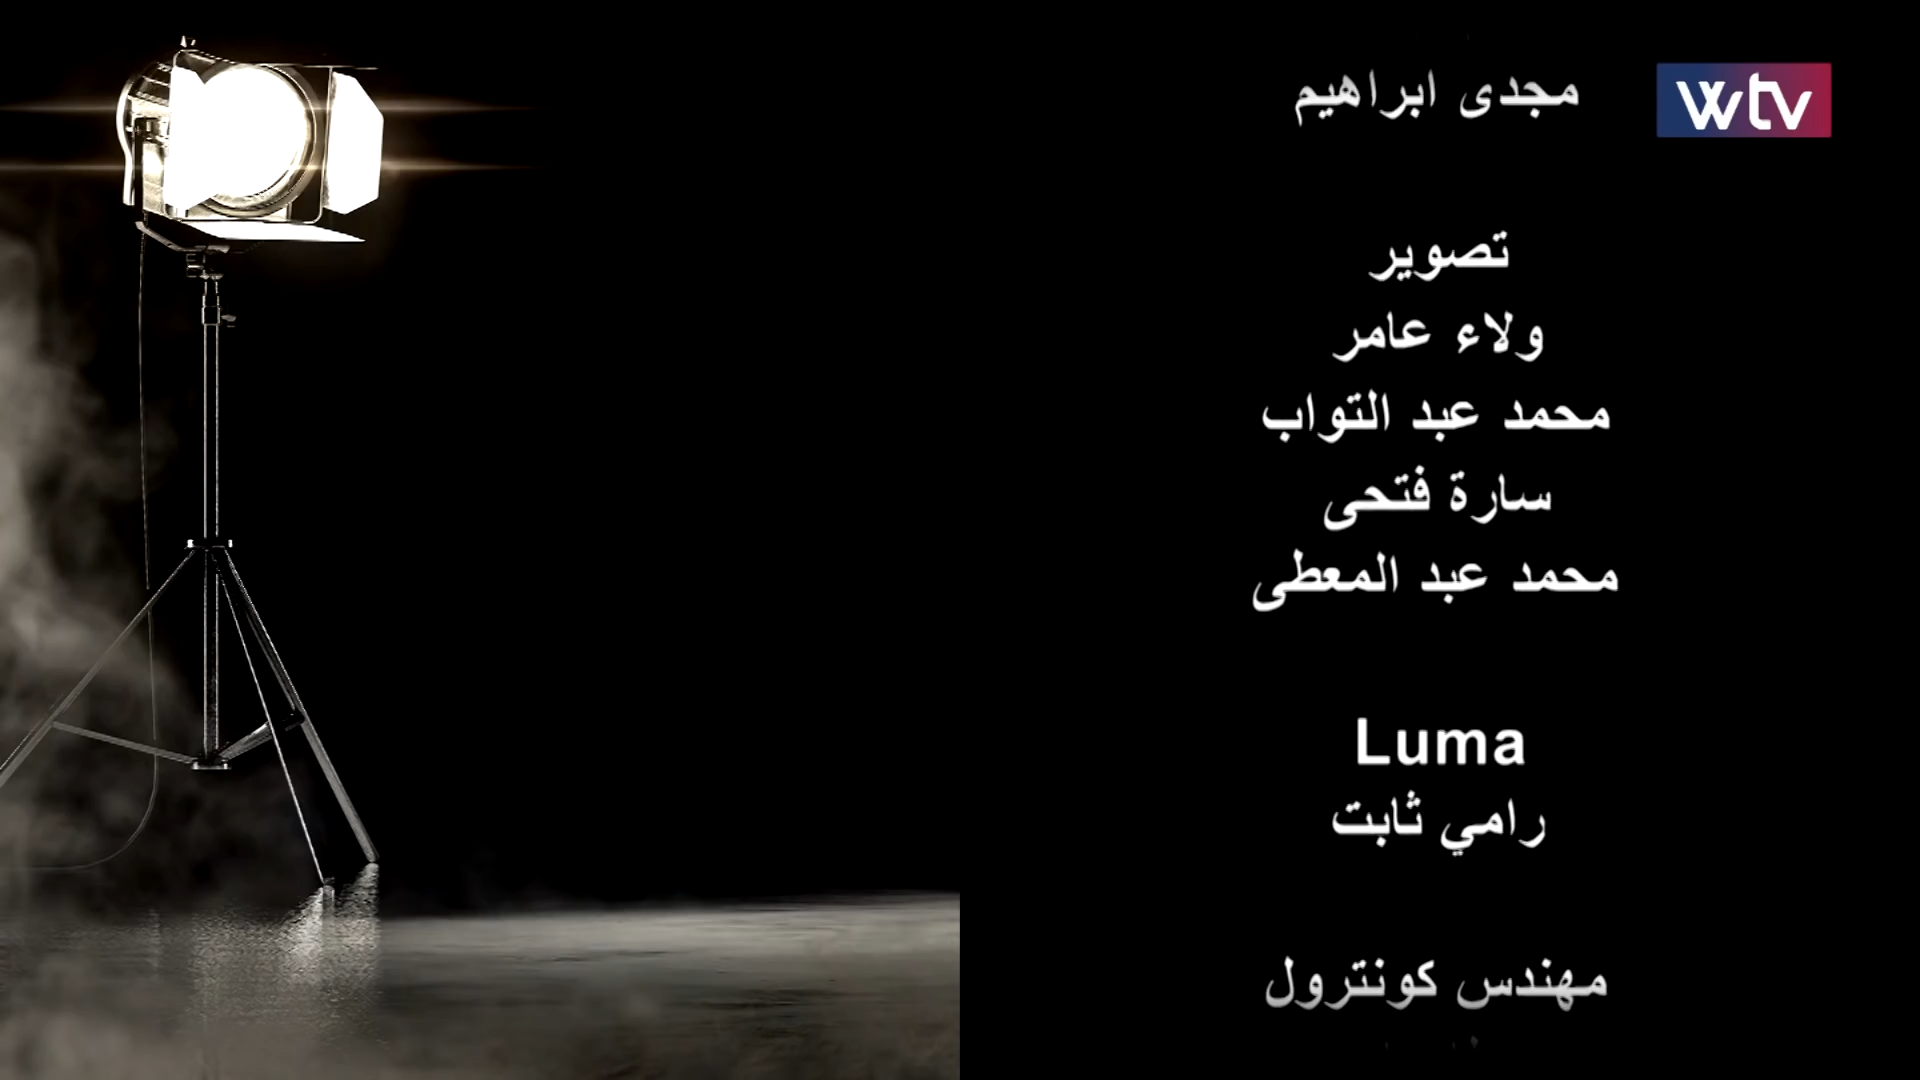 مجدى ابراهيم
wtv
تصوير
ولاء عامر
محمد عبد التواب
سارة فتحى
محمد عبد المعطى
Luma
رامي ثابت
مهندس كونترول